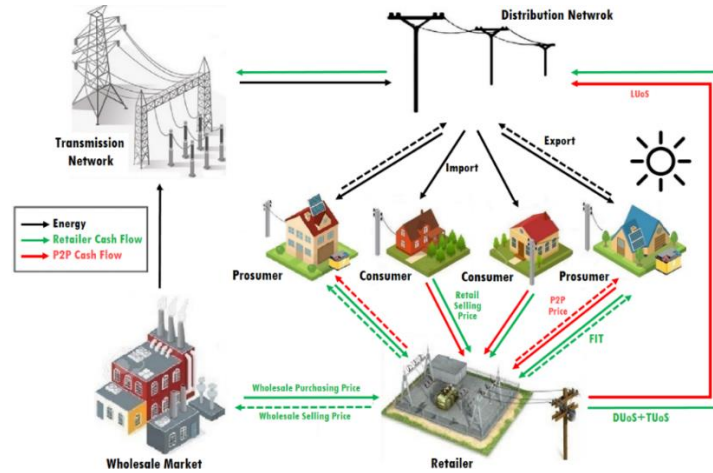 Distribution Netwrok
LUoS
Transmission
Network
Export
Import
Energy
Retailer Cash Flow
P2P Cash Flow
Prosumer
Consumer
Consumer
Prosumer
Retail
Selling
Price
P2P
Price
FIT
Wholesale Purchasing Price
Wholesale Selling Price
DUoS+TUoS
Wholesale Market
Retailer